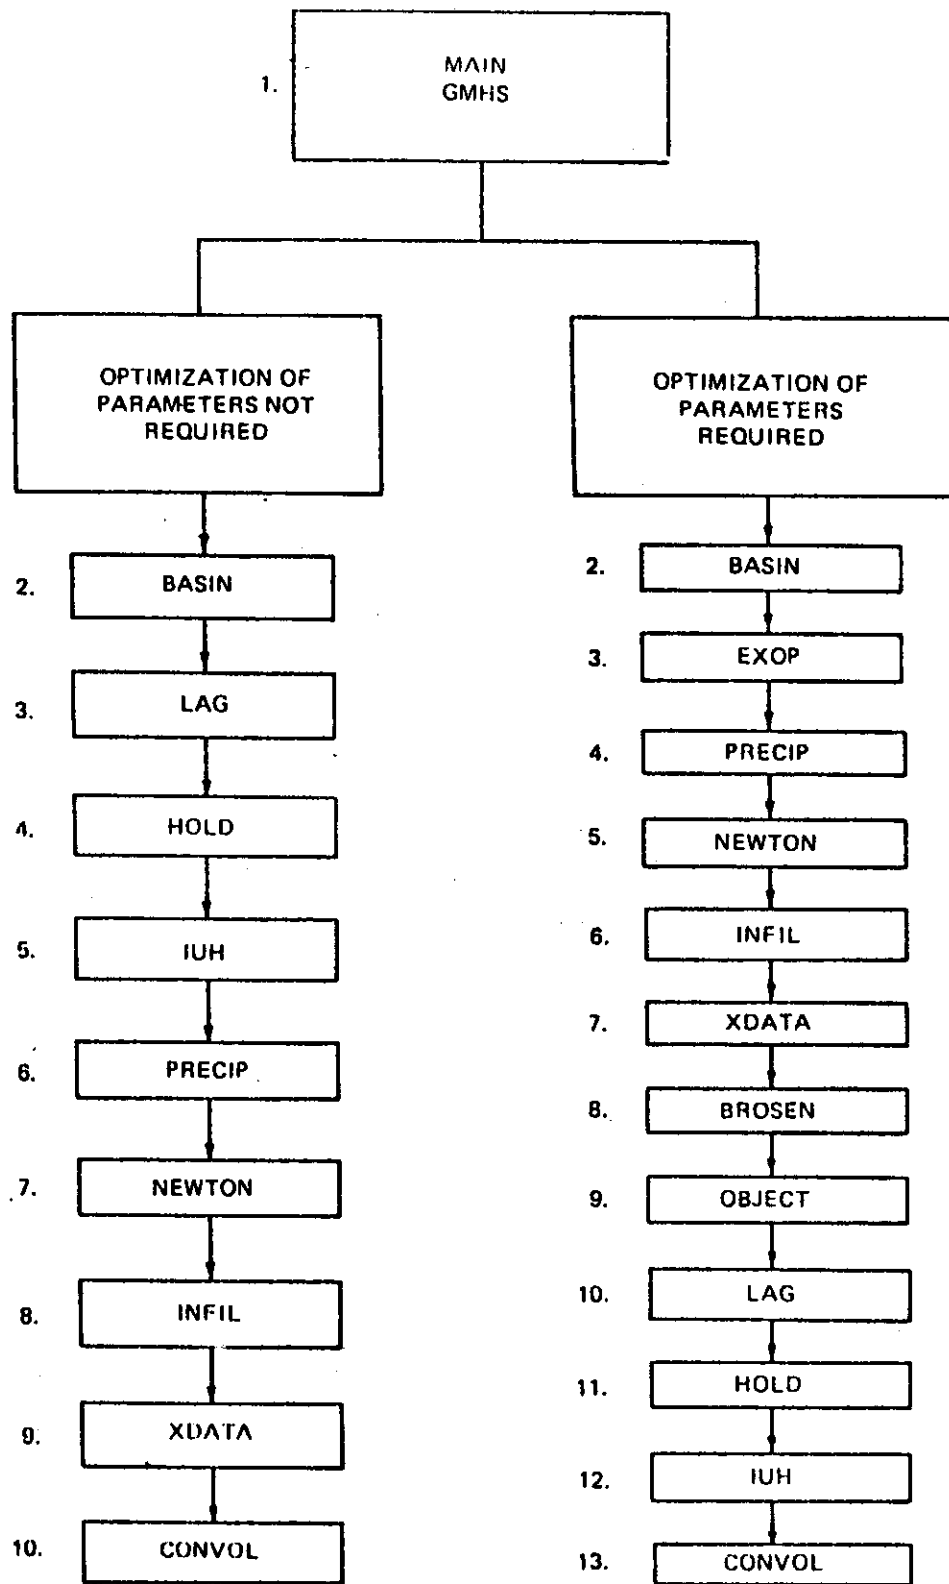 1.
MAIN
GMHS
OPTIMIZATION OF
PARAMETERS NOT
REQUIRED
2. BASIN
3. LAG
4. HOLD
5. IUH
6. PRECIP
7. NEWTON
8. INFIL
9. XDATA
10. CONVOL
OPTIMIZATION OF
PARAMETERS
REQUIRED
2. BASIN
3. EXOP
4. PRECIP
5. NEWTON
6. INFIL
7. XDATA
8. BROSEN
9. OBJECT
10. LAG
11. HOLD
12. IUH
13. CONVOL